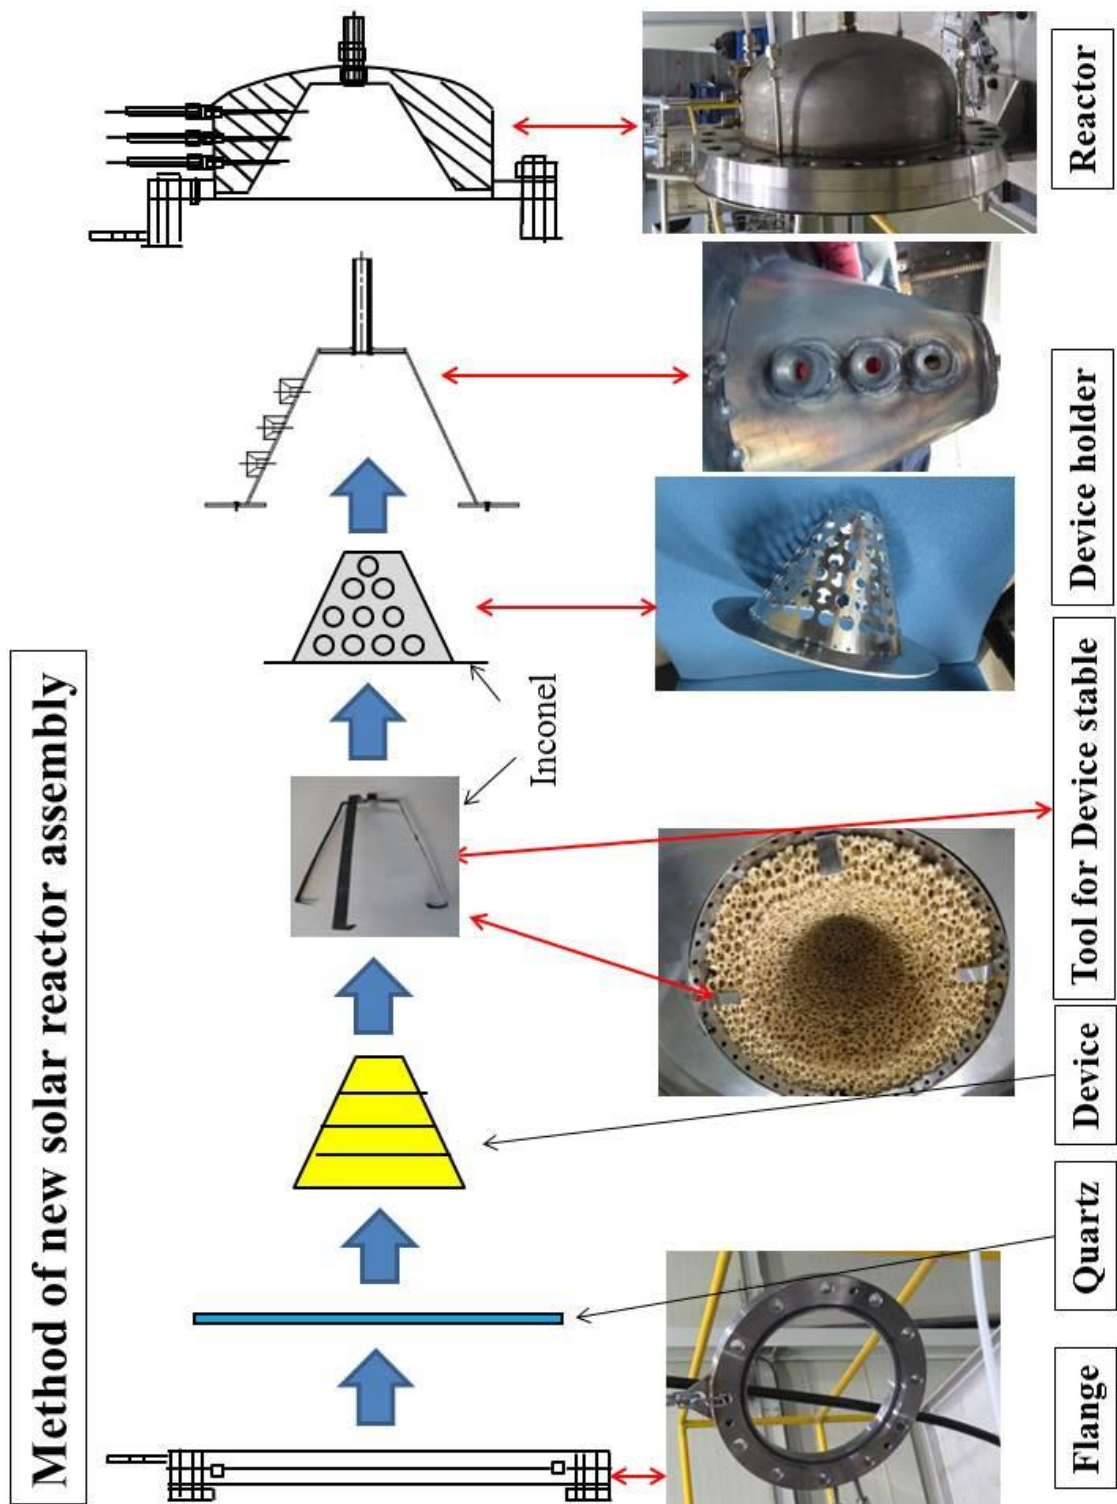 Method of new solar reactor assembly
Reactor
Device holder
Inconel
Tool for Device stable
Device
Quartz
Flange